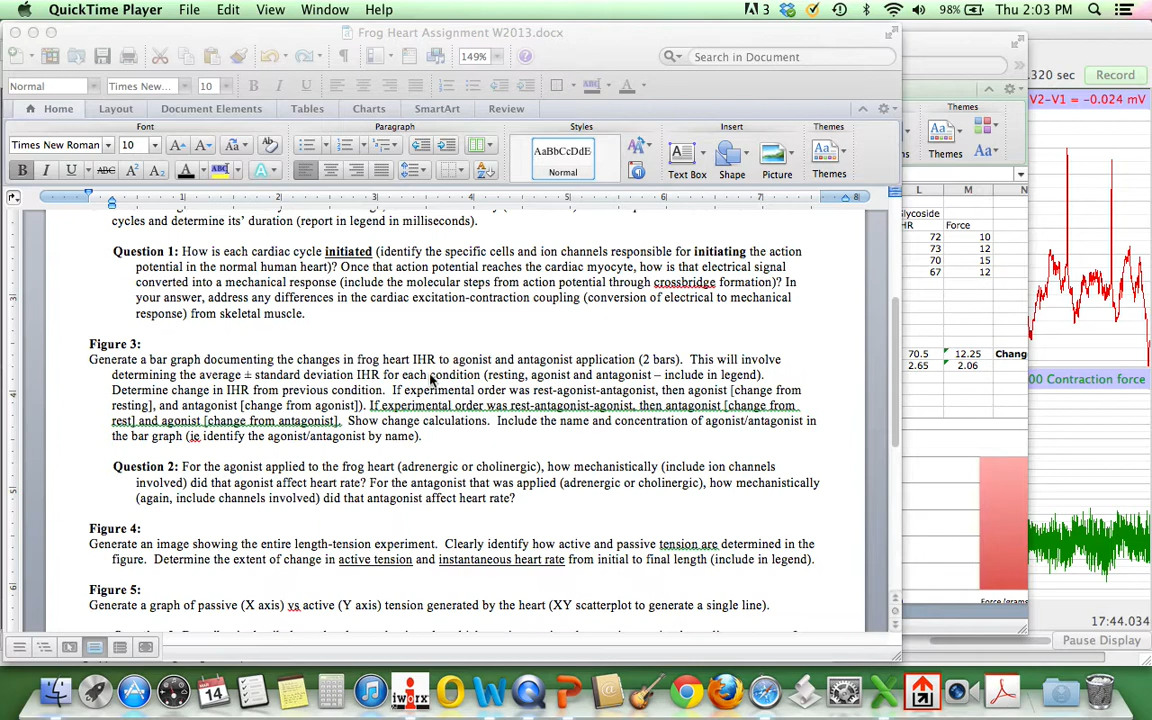 QuickTime Player File Edit View Window Help 3 98% Thu 2:03 PM
Frog Heart Assignment W2013.docx
149% Search in Document
Normal Times New... 10
Home Layout Document Elements Tables Charts SmartArt Review
Font Paragraph Styles Insert Themes
Times New Roman 10 Aa
B I U ABC A² A₂ A ABC A AaBbCcDdE Normal A Text Box Shape Picture Aa Themes
1 2 3 4 5 6 7 8
cycles and determine its' duration (report in legend in milliseconds).
Question 1: How is each cardiac cycle initiated (identify the specific cells and ion channels responsible for initiating the action
potential in the normal human heart)? Once that action potential reaches the cardiac myocyte, how is that electrical signal
converted into a mechanical response (include the molecular steps from action potential through crossbridge formation)? In
your answer, address any differences in the cardiac excitation-contraction coupling (conversion of electrical to mechanical
response) from skeletal muscle.
Figure 3:
Generate a bar graph documenting the changes in frog heart IHR to agonist and antagonist application (2 bars). This will involve
determining the average ± standard deviation IHR for each condition (resting, agonist and antagonist – include in legend).
Determine change in IHR from previous condition. If experimental order was rest-agonist-antagonist, then agonist [change from
resting], and antagonist [change from agonist]). If experimental order was rest-antagonist-agonist, then antagonist [change from
rest] and agonist [change from antagonist]. Show change calculations. Include the name and concentration of agonist/antagonist in
the bar graph (ie identify the agonist/antagonist by name).
Question 2: For the agonist applied to the frog heart (adrenergic or cholinergic), how mechanistically (include ion channels
involved) did that agonist affect heart rate? For the antagonist that was applied (adrenergic or cholinergic), how mechanistically
(again, include channels involved) did that antagonist affect heart rate?
Figure 4:
Generate an image showing the entire length-tension experiment. Clearly identify how active and passive tension are determined in the
figure. Determine the extent of change in active tension and instantaneous heart rate from initial to final length (include in legend).
Figure 5:
Generate a graph of passive (X axis) vs active (Y axis) tension generated by the heart (XY scatterplot to generate a single line).
Themes
Themes Aa
L M N
lycoside
HR Force
72 10
73 12
70 15
67 12
70.5 12.25 Chang
2.65 2.06
Force (grams
.320 sec Record
V2-V1 = -0.024 mV
00 Contraction force
17:44.034
Pause Display
14 iworx